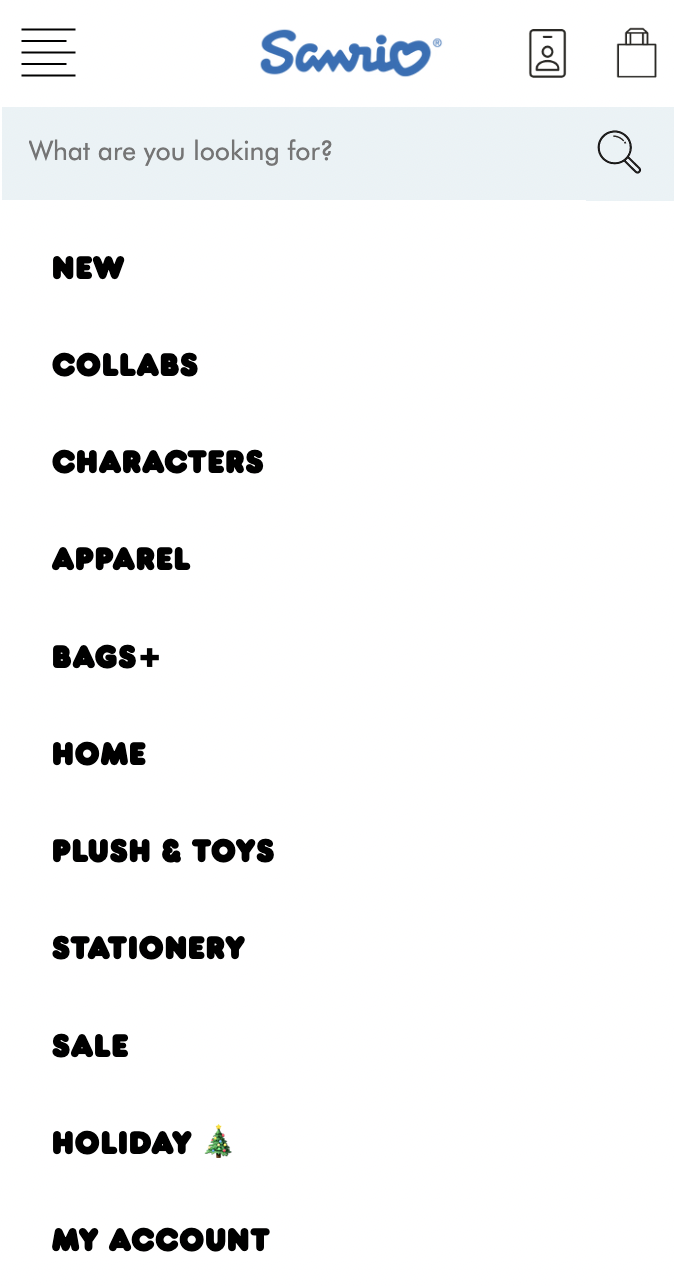 Sanrio®
What are you looking for?
NEW
COLLABS
CHARACTERS
APPAREL
BAGS+
HOME
PLUSH & TOYS
STATIONERY
SALE
HOLIDAY 🎄
MY ACCOUNT